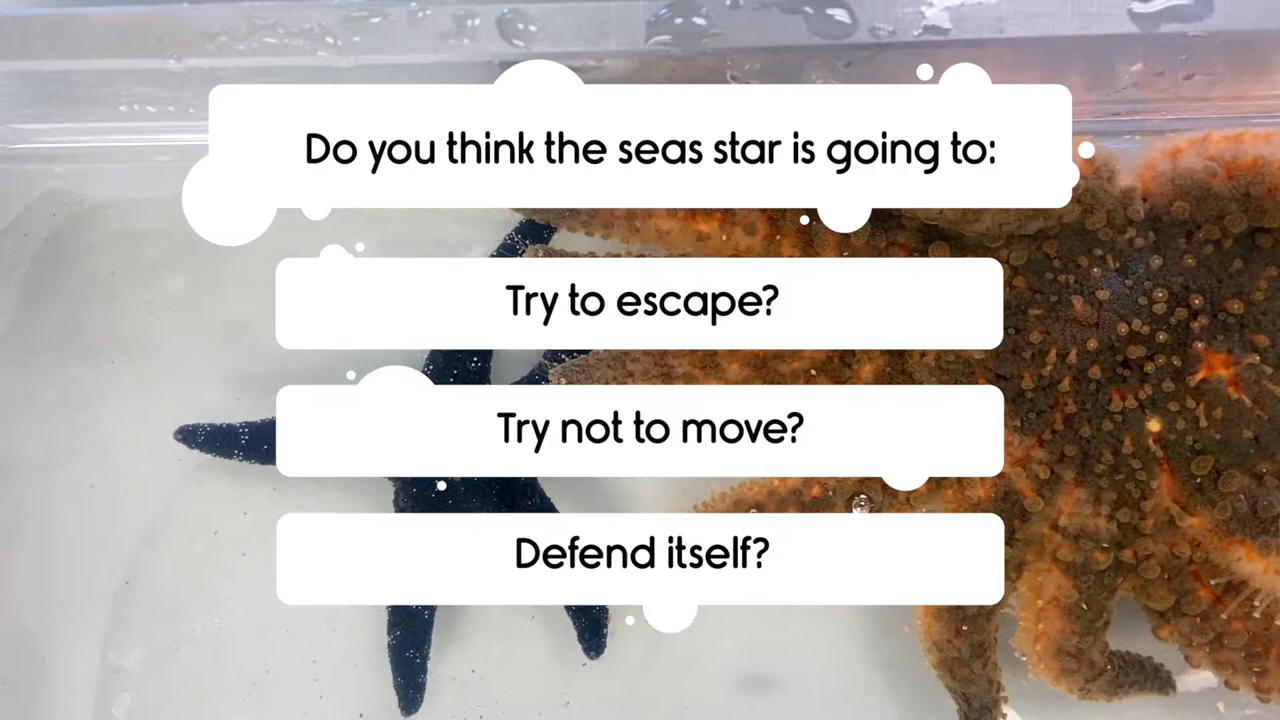 Do you think the seas star is going to:
Try to escape?
Try not to move?
Defend itself?